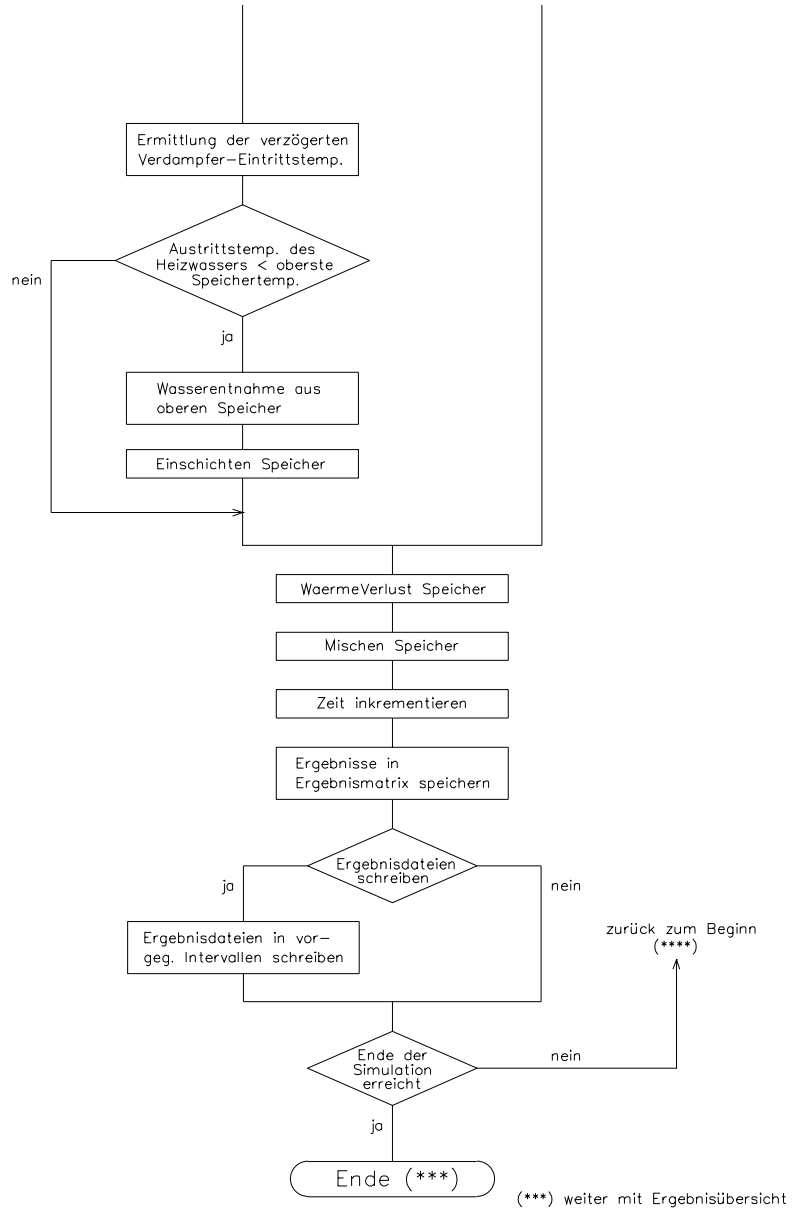 Ermittlung der verzögerten
Verdampfer-Eintrittstemp.
Austrittstemp. des
Heizwassers < oberste
Speichertemp.
nein
ja
Wasserentnahme aus
oberen Speicher
Einschichten Speicher
WaermeVerlust Speicher
Mischen Speicher
Zeit inkrementieren
Ergebnisse in
Ergebnismatrix speichern
Ergebnisdateien
schreiben
ja
nein
Ergebnisdateien in vor-
geg. Intervallen schreiben
zurück zum Beginn
(****)
Ende der
Simulation
erreicht
nein
ja
Ende (***)
(***) weiter mit Ergebnisübersicht